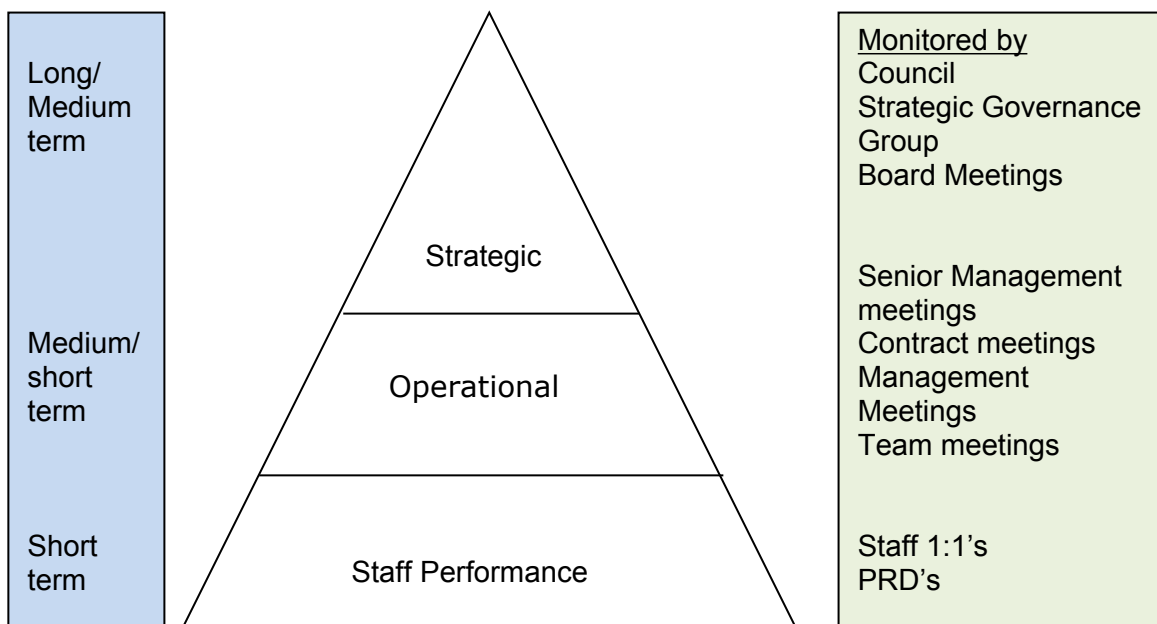 Long/
Medium
term
Medium/
short
term
Short
term
Strategic
Operational
Staff Performance
Monitored by
Council
Strategic Governance
Group
Board Meetings
Senior Management
meetings
Contract meetings
Management
Meetings
Team meetings
Staff 1:1’s
PRD’s